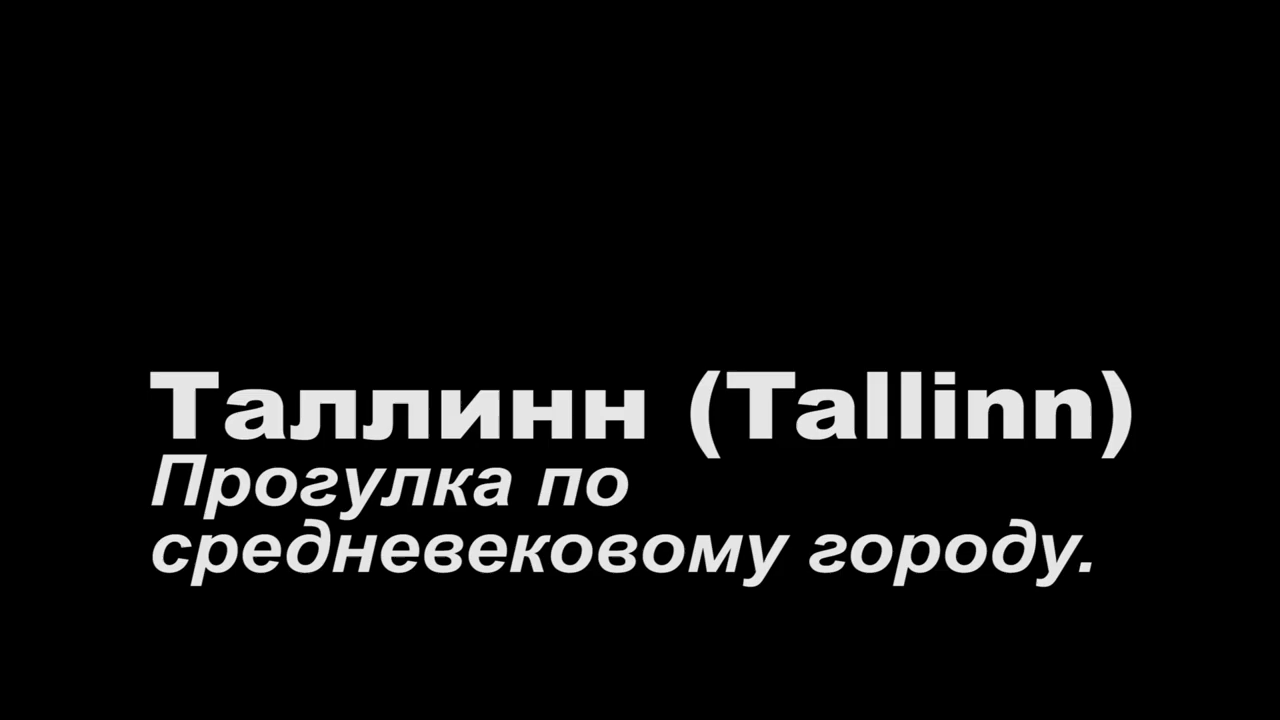 Таллинн (Tallinn)
Прогулка по
средневековому городу.